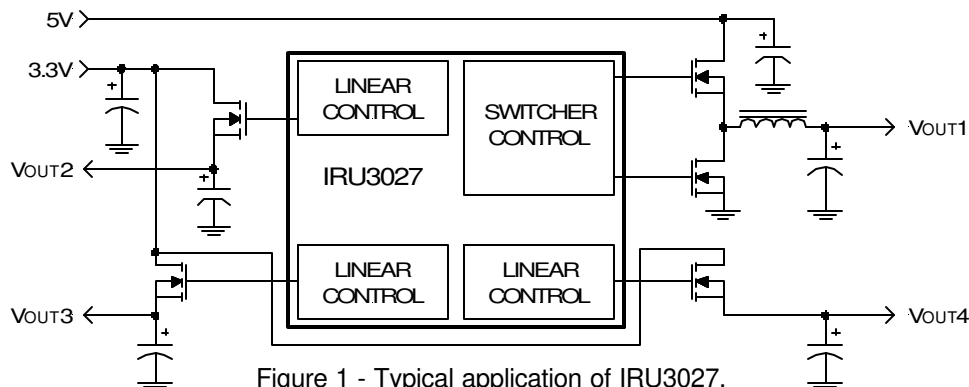 5V
3.3V
LINEAR
CONTROL
SWITCHER
CONTROL
VOUT1
VOUT2
IRU3027
LINEAR
CONTROL
LINEAR
CONTROL
VOUT3
VOUT4
Figure 1 - Typical application of IRU3027.